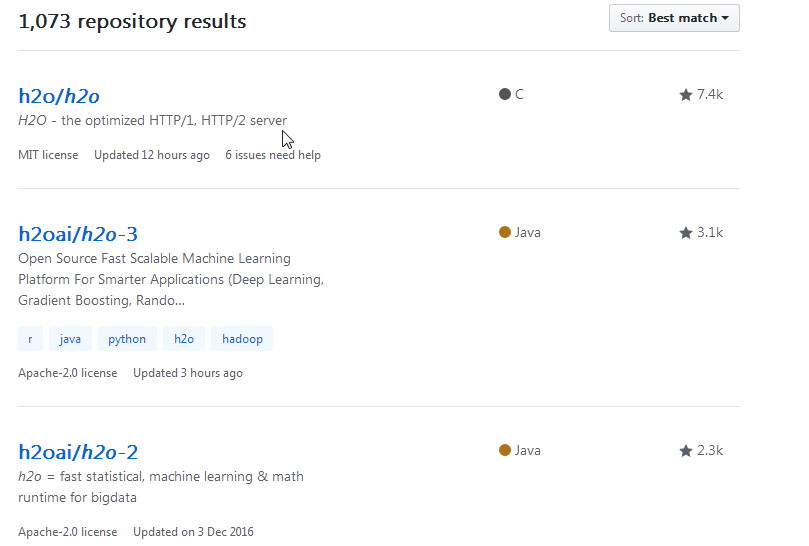 1,073 repository results
Sort: Best match
h2o/h2o
C
7.4k
H2O - the optimized HTTP/1, HTTP/2 server
MIT license Updated 12 hours ago 6 issues need help
h2oai/h2o-3
Java
3.1k
Open Source Fast Scalable Machine Learning
Platform For Smarter Applications (Deep Learning,
Gradient Boosting, Rando...
r java python h2o hadoop
Apache-2.0 license Updated 3 hours ago
h2oai/h2o-2
Java
2.3k
h2o = fast statistical, machine learning & math
runtime for bigdata
Apache-2.0 license Updated on 3 Dec 2016